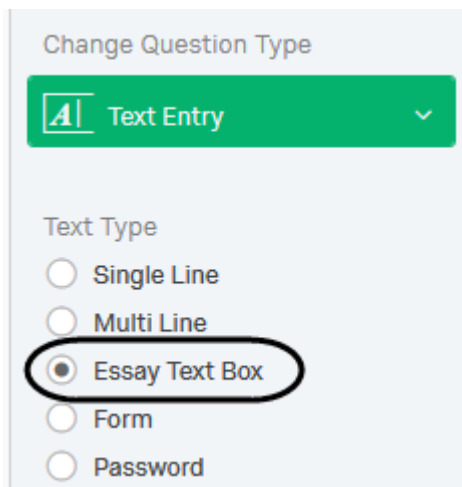 Change Question Type
A Text Entry
Text Type
Single Line
Multi Line
Essay Text Box
Form
Password